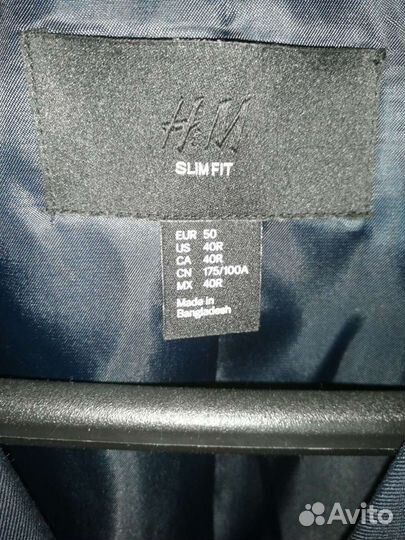 H&M
SLIM FIT
EUR 50
US 40R
CA 40R
CN 175/100A
MX 40R
Made in
Bangladesh
Avito